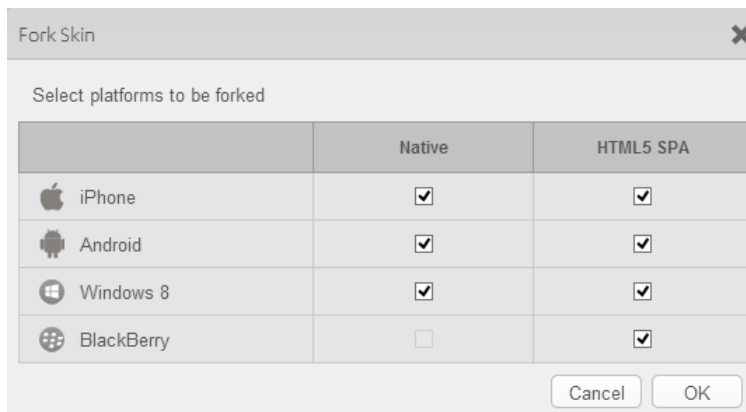 Fork Skin
Select platforms to be forked
Native HTML5 SPA
iPhone
Android
Windows 8
BlackBerry
Cancel OK